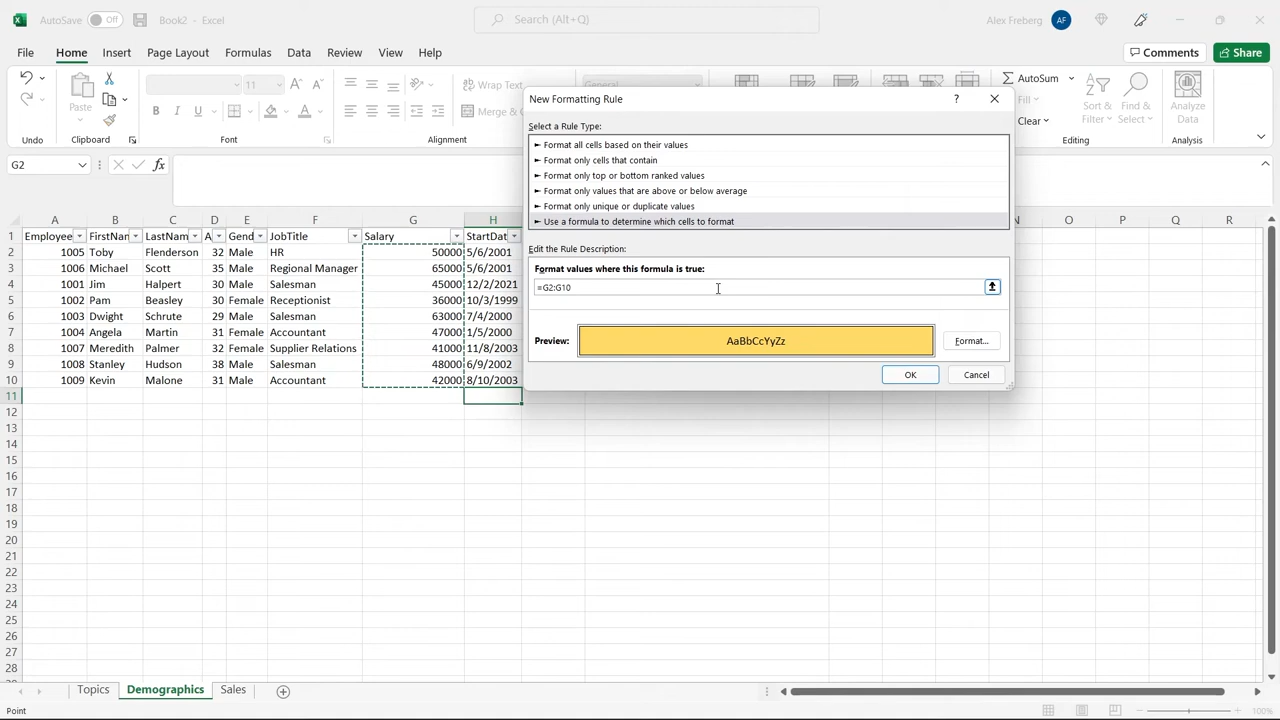 AutoSave Off Book2 - Excel Search (Alt+Q) Alex Freberg AF
File Home Insert Page Layout Formulas Data Review View Help Comments Share
Paste 11 Wrap Text General AutoSum
B I U Merge & Fill Sort & Filter Find & Select Analyze Data
Clear
Undo Clipboard Font Alignment Analysis
New Formatting Rule ? 
Select a Rule Type:
► Format all cells based on their values
► Format only cells that contain
► Format only top or bottom ranked values
► Format only values that are above or below average
► Format only unique or duplicate values
► Use a formula to determine which cells to format
Edit the Rule Description:
Format values where this formula is true:
=G2:G10
Preview: AaBbCcYyZz Format...
OK Cancel
G2 fx
A B C D E F G H N O P Q R
1 Employee FirstNar LastNam A Gend JobTitle Salary StartDat
2 1005 Toby Flenderson 32 Male HR 50000 5/6/2001
3 1006 Michael Scott 35 Male Regional Manager 65000 5/6/2001
4 1001 Jim Halpert 30 Male Salesman 45000 12/2/2021
5 1002 Pam Beasley 30 Female Receptionist 36000 10/3/1999
6 1003 Dwight Schrute 29 Male Salesman 63000 7/4/2000
7 1004 Angela Martin 31 Female Accountant 47000 1/5/2000
8 1007 Meredith Palmer 32 Female Supplier Relations 41000 11/8/2003
9 1008 Stanley Hudson 38 Male Salesman 48000 6/9/2002
10 1009 Kevin Malone 31 Male Accountant 42000 8/10/2003
11
12
13
14
15
16
17
18
19
20
21
22
23
24
25
26
27
28
Topics Demographics Sales
Point 100%